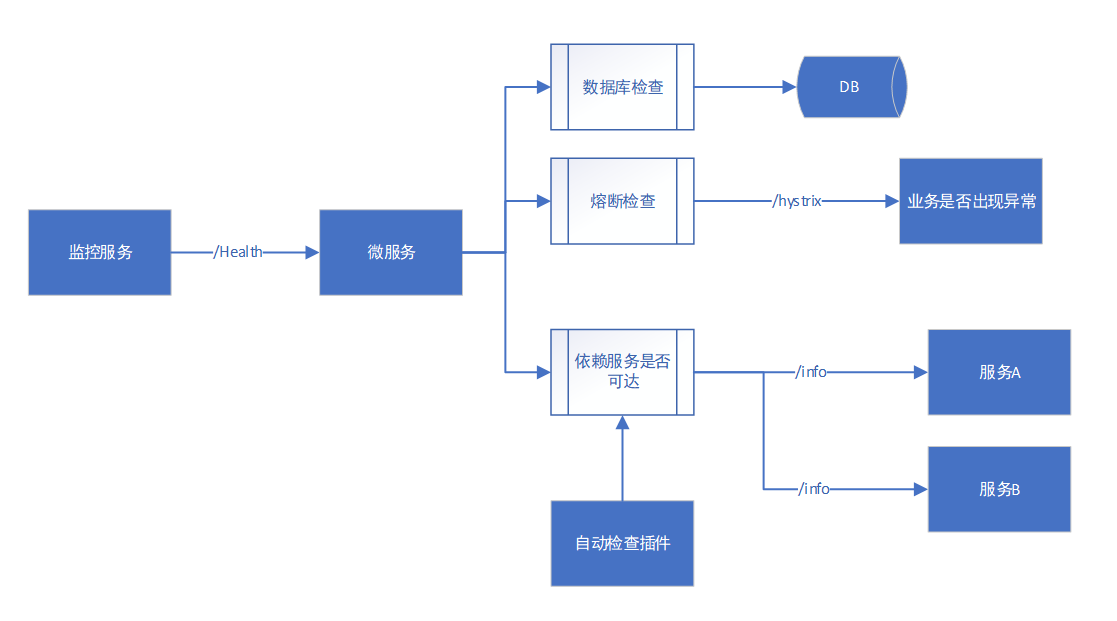 数据库检查
DB
熔断检查
/hystrix
业务是否出现异常
监控服务
/Health
微服务
依赖服务是否
可达
/info
服务A
/info
服务B
自动检查插件